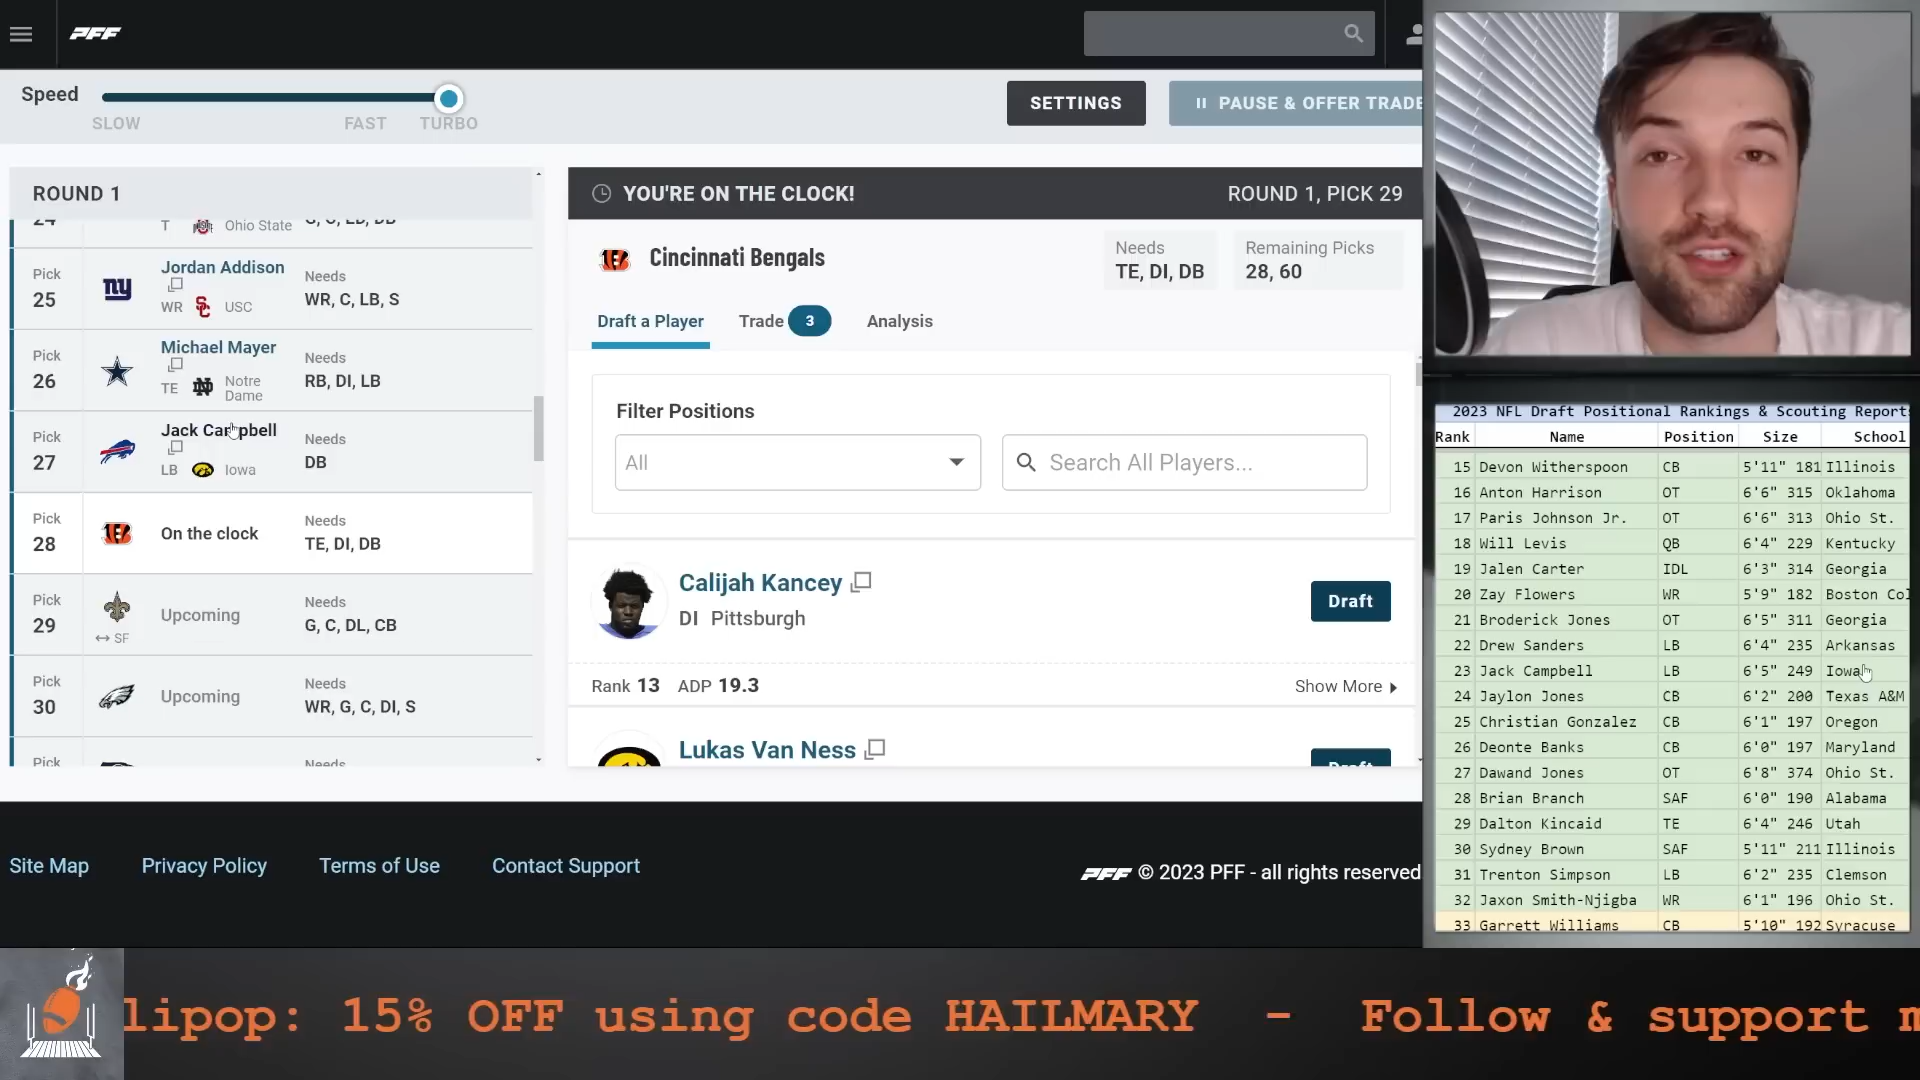 PFF
Speed
SLOW
FAST
TURBO
SETTINGS
PAUSE & OFFER TRADE
ROUND 1
24
T Ohio State
Pick
25
Jordan Addison
WR USC
Needs
WR, C, LB, S
Pick
26
Michael Mayer
TE Notre
Dame
Needs
RB, DI, LB
Pick
27
Jack Campbell
LB Iowa
Needs
DB
Pick
28
On the clock
Needs
TE, DI, DB
Pick
29
SF
Upcoming
Needs
G, C, DL, CB
Pick
30
Upcoming
Needs
WR, G, C, DI, S
Pick
Needs
YOU'RE ON THE CLOCK!
ROUND 1, PICK 29
Cincinnati Bengals
Needs
TE, DI, DB
Remaining Picks
28, 60
Draft a Player
Trade 3
Analysis
Filter Positions
All
Search All Players...
Calijah Kancey
DI Pittsburgh
Draft
Rank 13 ADP 19.3
Show More
Lukas Van Ness
Draft
Site Map
Privacy Policy
Terms of Use
Contact Support
PFF © 2023 PFF - all rights reserved
2023 NFL Draft Positional Rankings & Scouting Reports
Rank Name Position Size School
15 Devon Witherspoon CB 5'11" 181 Illinois
16 Anton Harrison OT 6'6" 315 Oklahoma
17 Paris Johnson Jr. OT 6'6" 313 Ohio St.
18 Will Levis QB 6'4" 229 Kentucky
19 Jalen Carter IDL 6'3" 314 Georgia
20 Zay Flowers WR 5'9" 182 Boston Col
21 Broderick Jones OT 6'5" 311 Georgia
22 Drew Sanders LB 6'4" 235 Arkansas
23 Jack Campbell LB 6'5" 249 Iowa
24 Jaylon Jones CB 6'2" 200 Texas A&M
25 Christian Gonzalez CB 6'1" 197 Oregon
26 Deonte Banks CB 6'0" 197 Maryland
27 Dawand Jones OT 6'8" 374 Ohio St.
28 Brian Branch SAF 6'0" 190 Alabama
29 Dalton Kincaid TE 6'4" 246 Utah
30 Sydney Brown SAF 5'11" 211 Illinois
31 Trenton Simpson LB 6'2" 235 Clemson
32 Jaxon Smith-Njigba WR 6'1" 196 Ohio St.
33 Garrett Williams CB 5'10" 192 Syracuse
lipop: 15% OFF using code HAILMARY - Follow & support m